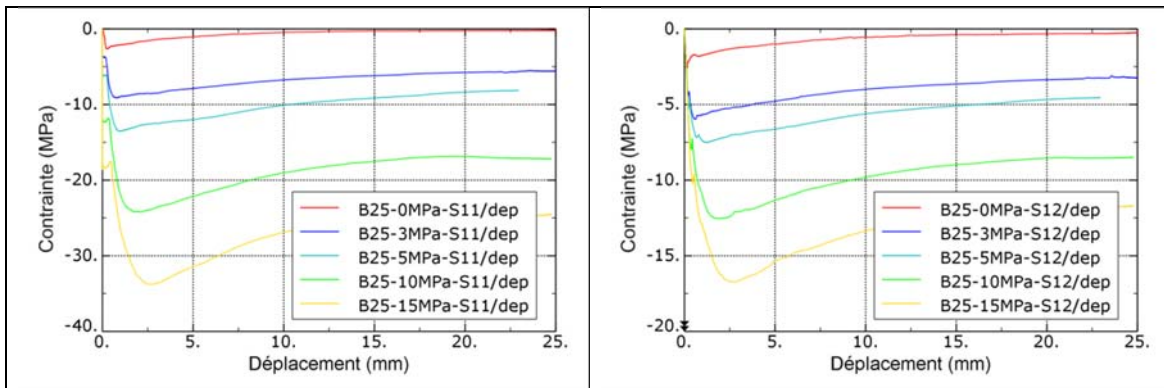 0.
-10.
-20.
-30.
-40.
Contrainte (MPa)
B25-0MPa-S11/dep
B25-3MPa-S11/dep
B25-5MPa-S11/dep
B25-10MPa-S11/dep
B25-15MPa-S11/dep
0. 5. 10. 15. 20. 25.
Déplacement (mm)
0.
-5.
-10.
-15.
-20.
Contrainte (MPa)
B25-0MPa-S12/dep
B25-3MPa-S12/dep
B25-5MPa-S12/dep
B25-10MPa-S12/dep
B25-15MPa-S12/dep
0. 5. 10. 15. 20. 25.
Déplacement (mm)